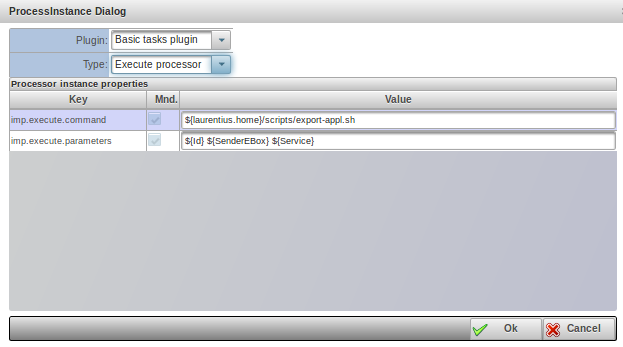 ProcessInstance Dialog
Plugin: Basic tasks plugin
Type: Execute processor
Processor instance properties
Key Mnd. Value
imp.execute.command ${laurentius.home}/scripts/export-appl.sh
imp.execute.parameters ${Id} ${SenderEBox} ${Service}
Ok Cancel